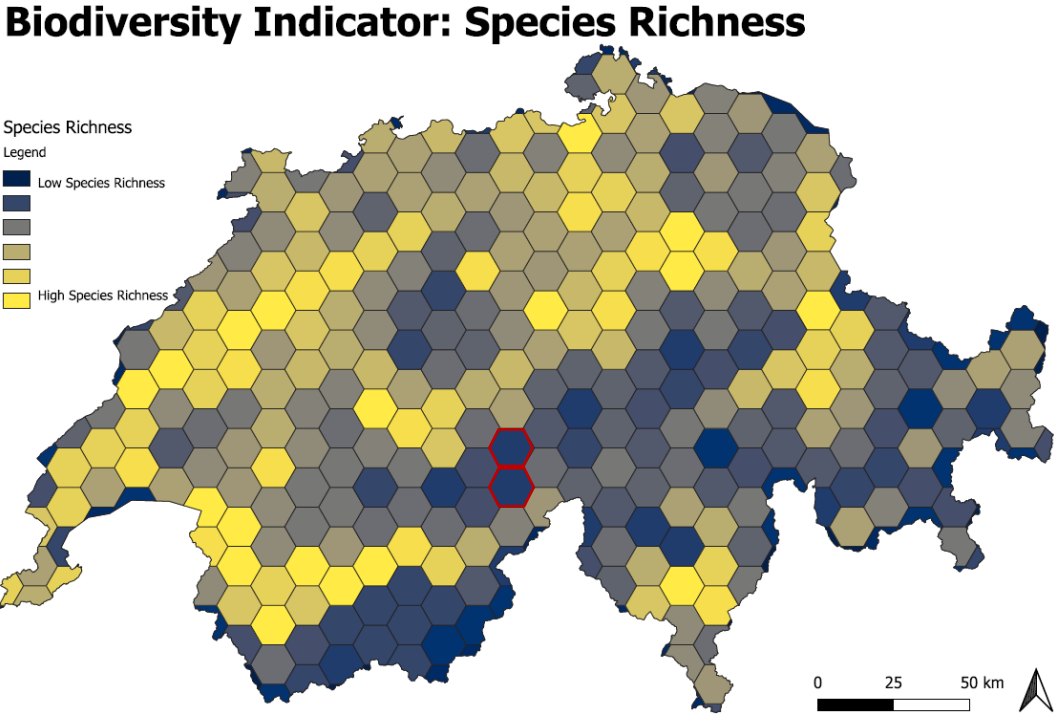 Biodiversity Indicator: Species Richness
Species Richness
Legend
Low Species Richness
High Species Richness
0 25 50 km